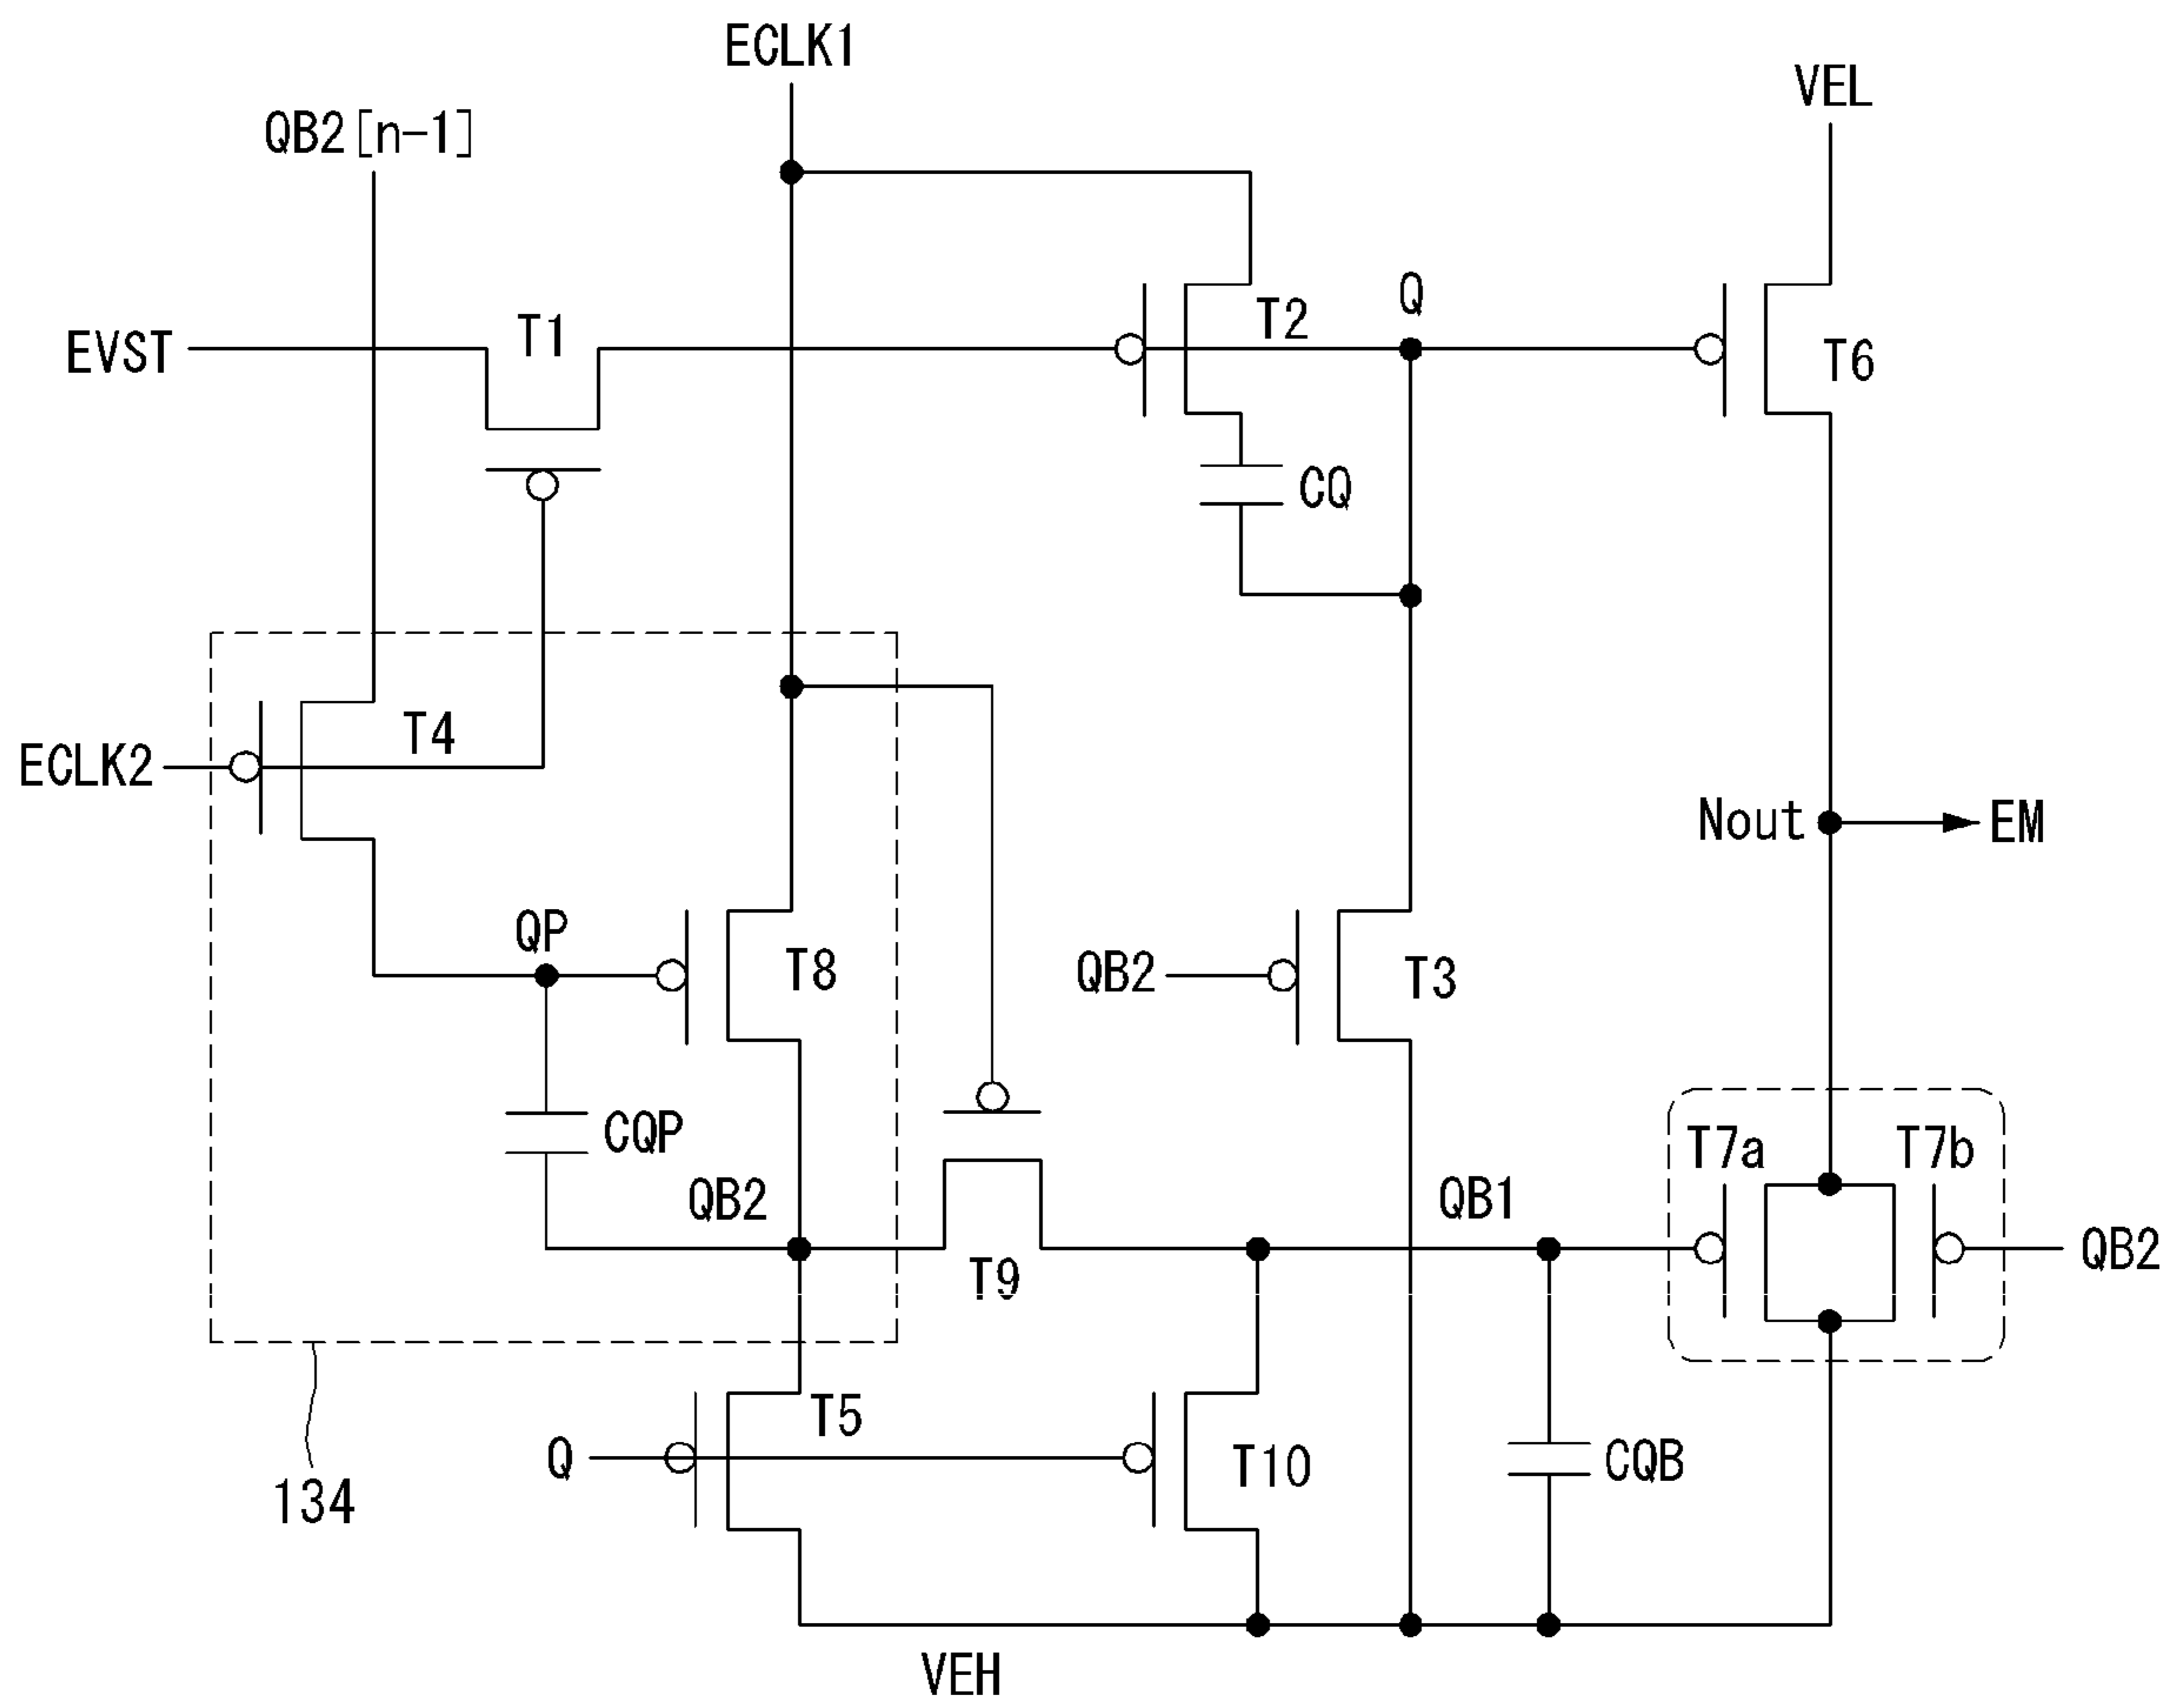 ECLK1
VEL
QB2[n-1]
Q
T2
T1
EVST
T6
CQ
T4
ECLK2
Nout
EM
QP
T8
QB2
T3
CQP
T7a
T7b
QB2
QB1
QB2
T9
T5
Q
T10
CQB
134
VEH